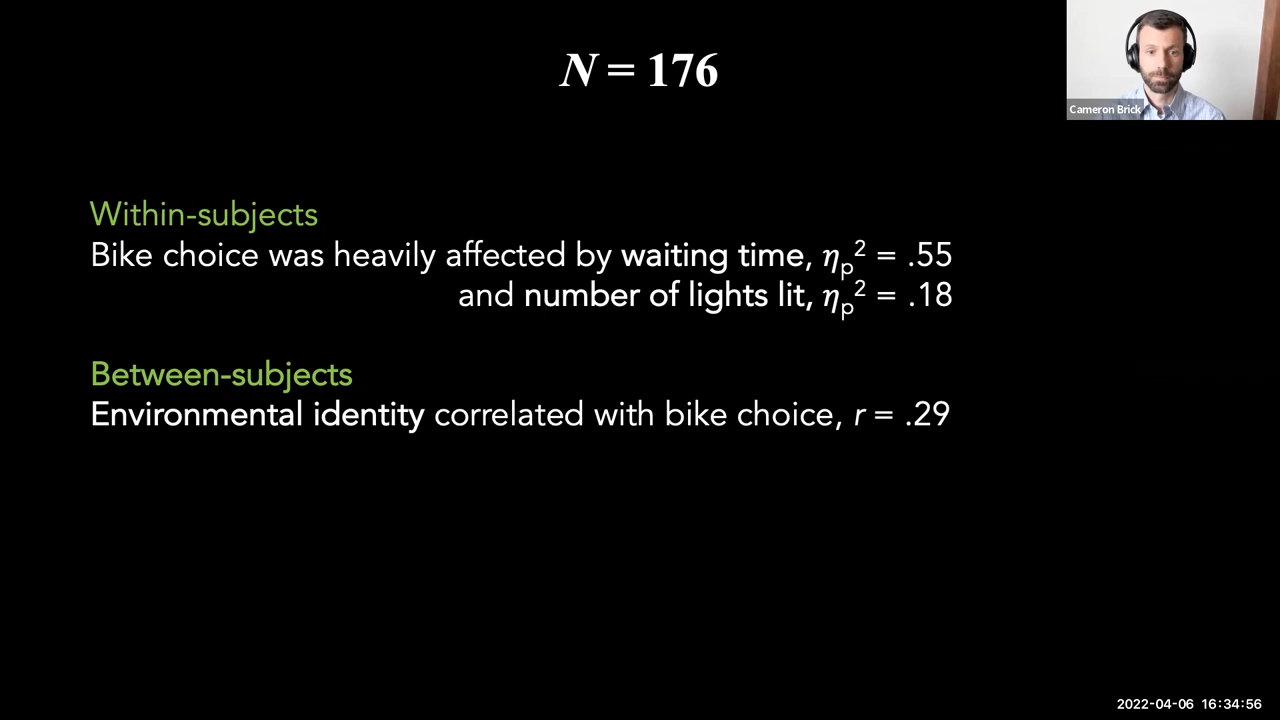 N = 176
Cameron Brick
Within-subjects
Bike choice was heavily affected by waiting time, ηp² = .55
and number of lights lit, ηp² = .18
Between-subjects
Environmental identity correlated with bike choice, r = .29
2022-04-06 16:34:56